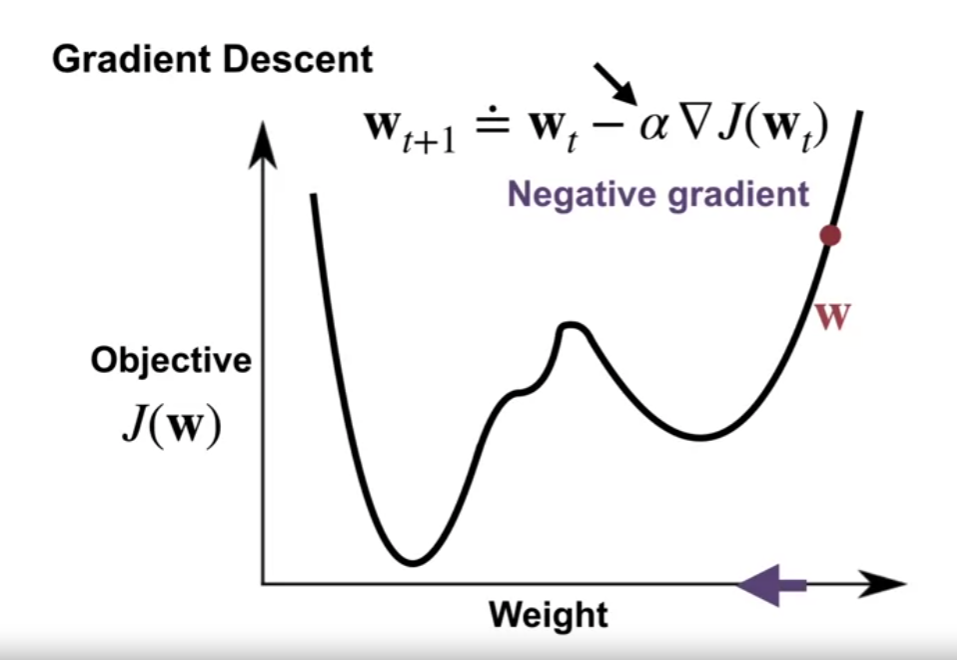 Gradient Descent
𝐰ₜ₊₁ ≐ 𝐰ₜ − α∇J(𝐰ₜ)
Negative gradient
w
Objective
J(𝐰)
Weight